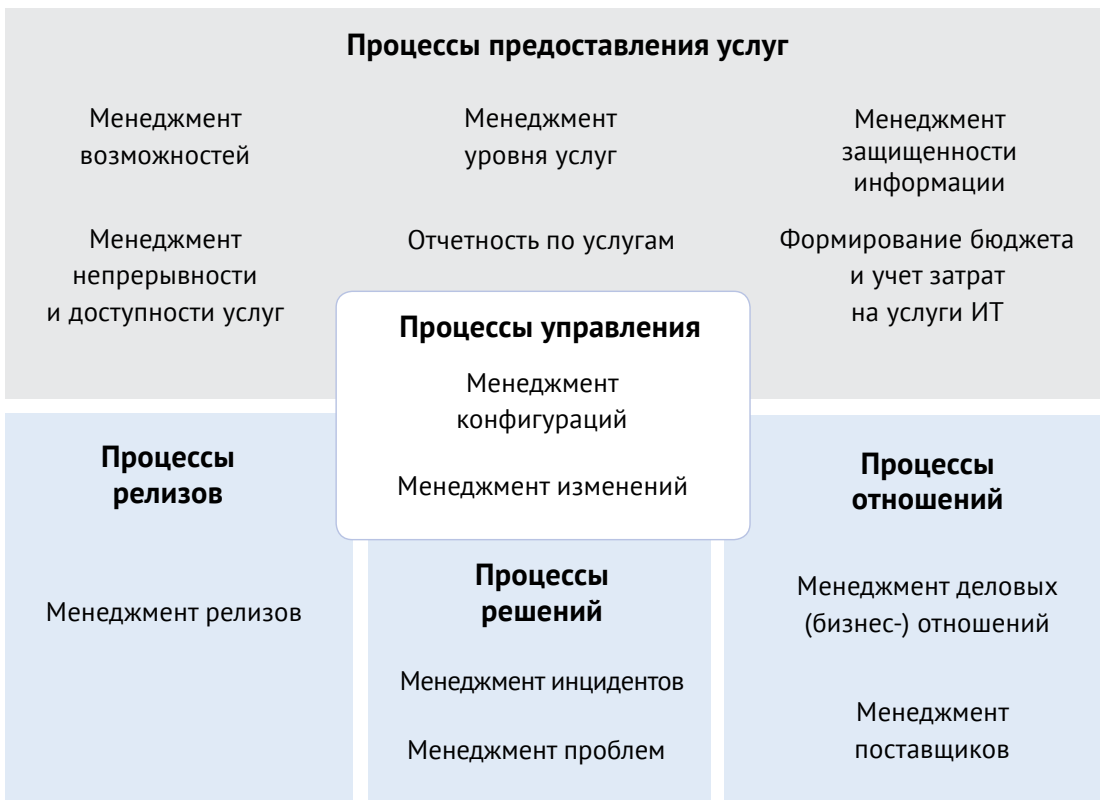 Процессы предоставления услуг
Менеджмент
возможностей
Менеджмент
уровня услуг
Менеджмент
защищенности
информации
Менеджмент
непрерывности
и доступности услуг
Отчетность по услугам
Формирование бюджета
и учет затрат
на услуги ИТ
Процессы управления
Менеджмент
конфигураций
Менеджмент изменений
Процессы
релизов
Менеджмент релизов
Процессы
решений
Менеджмент инцидентов
Менеджмент проблем
Процессы
отношений
Менеджмент деловых
(бизнес-) отношений
Менеджмент
поставщиков